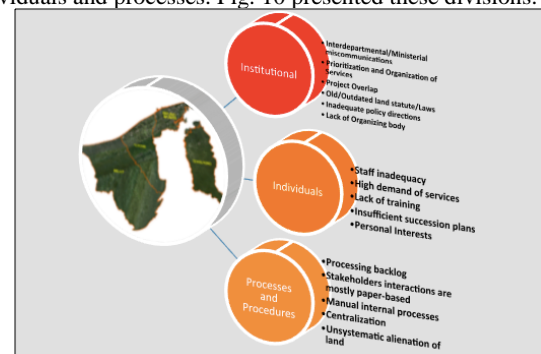 viduals and processes. Fig. 10 presented these divisions.
Institutional
•Interdepartmental/Ministerial
miscommunications
•Prioritization and Organization of
Services
•Project Overlap
•Old/Outdated land statute/Laws
•Inadequate policy directions
•Lack of Organizing body
Individuals
•Staff inadequacy
•High demand of services
•Lack of training
•Insufficient succession plans
•Personal Interests
Processes
and
Procedures
•Processing backlog
•Stakeholders interactions are
mostly paper-based
•Manual internal processes
•Centralization
•Unsystematic alienation of
land